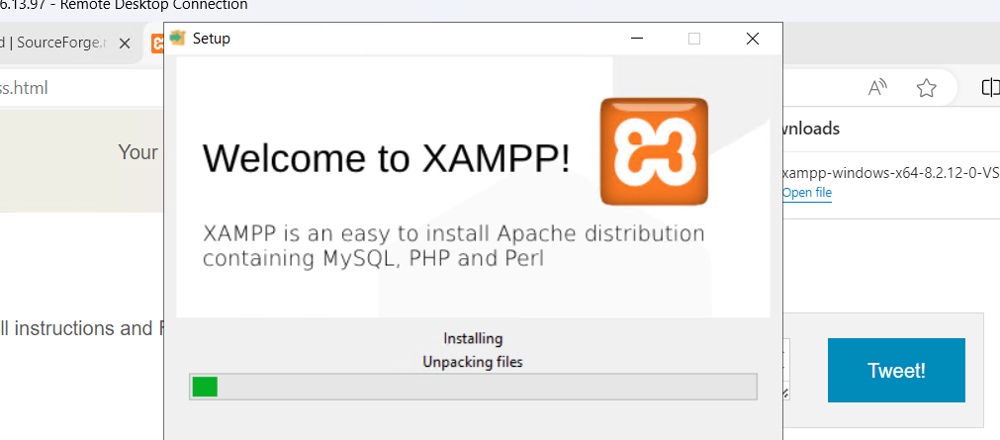 6.13.97 - Remote Desktop Connection
d | SourceForge.r
Setup
ss.html
Your
Welcome to XAMPP!
wnloads
xampp-windows-x64-8.2.12-0-VS
Open file
XAMPP is an easy to install Apache distribution
containing MySQL, PHP and Perl
ll instructions and F
Installing
Unpacking files
Tweet!